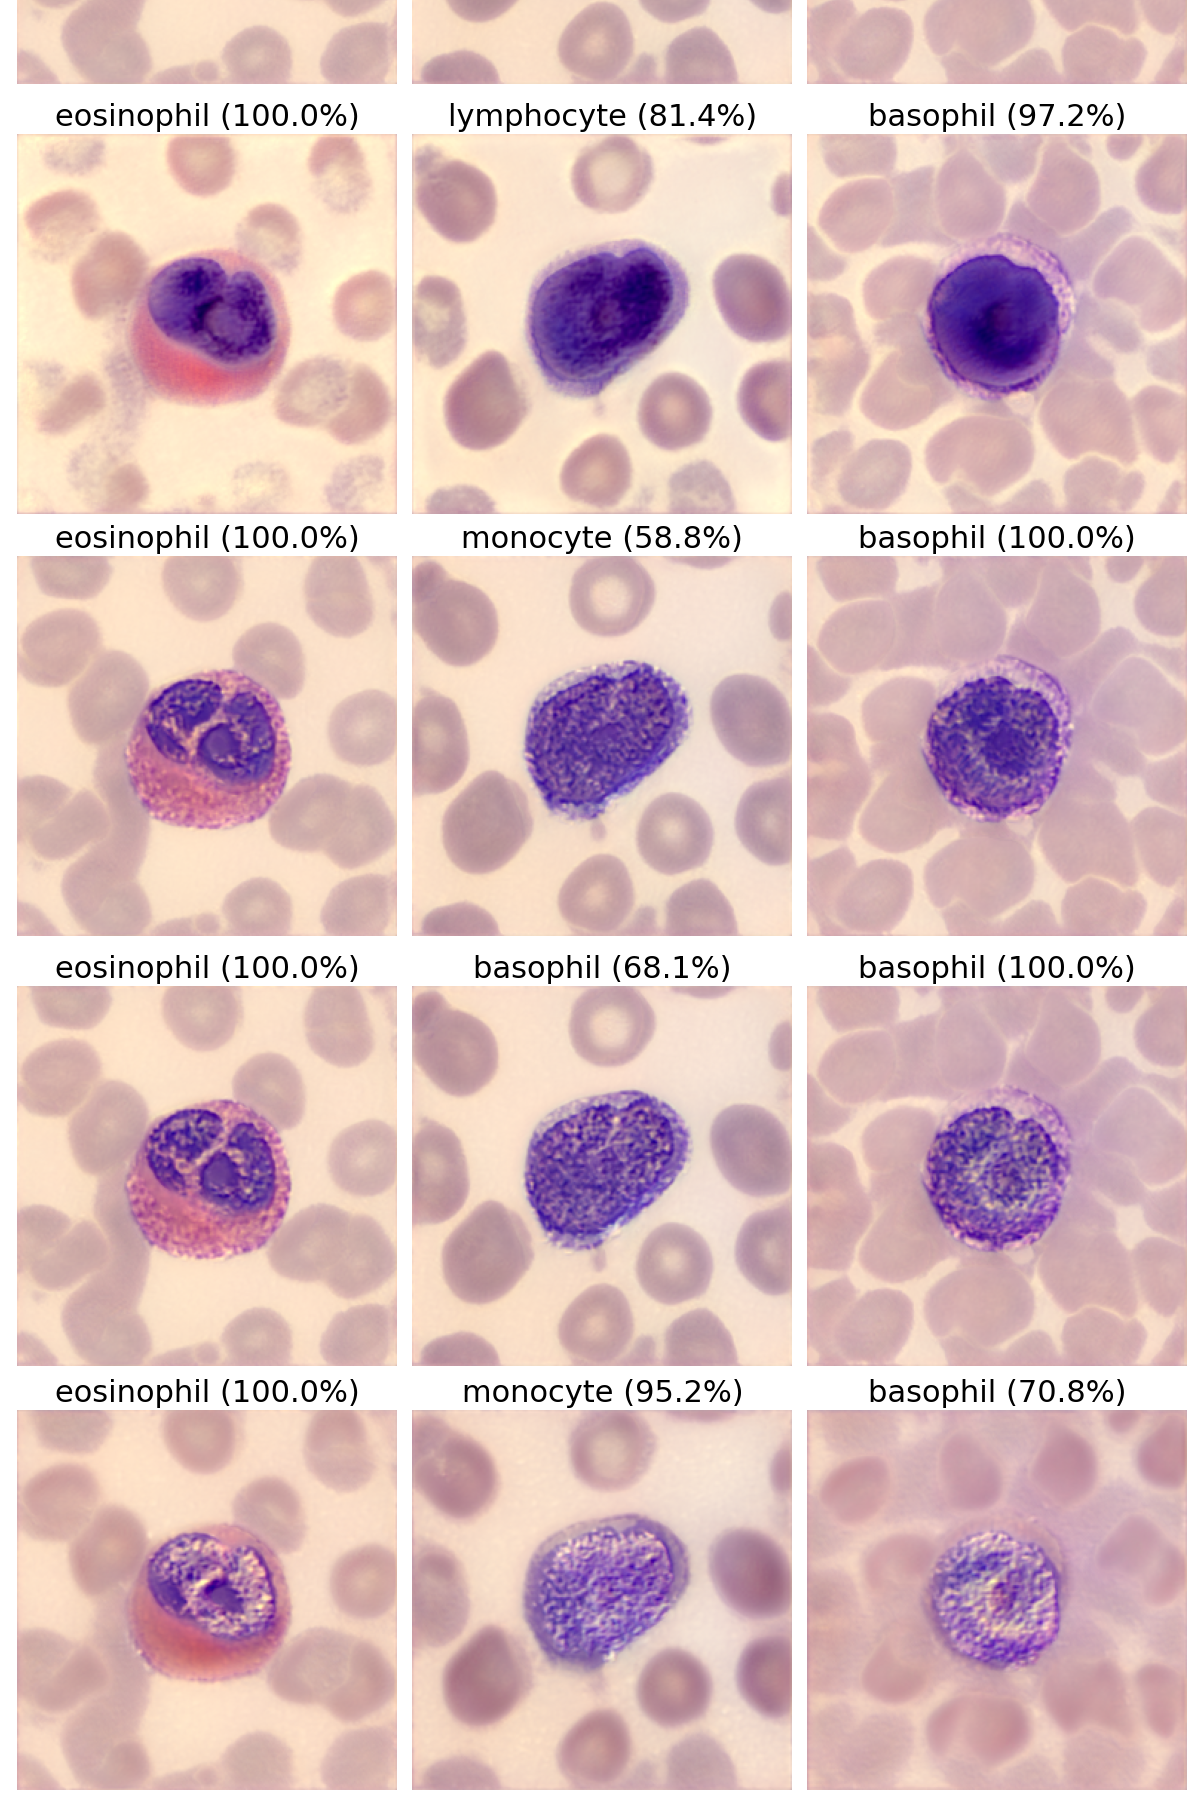 eosinophil (100.0%) lymphocyte (81.4%) basophil (97.2%)
eosinophil (100.0%) monocyte (58.8%) basophil (100.0%)
eosinophil (100.0%) basophil (68.1%) basophil (100.0%)
eosinophil (100.0%) monocyte (95.2%) basophil (70.8%)